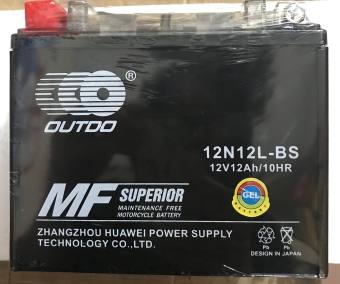 ®
OUTDO
12N12L-BS
12V12Ah/10HR
MF SUPERIOR
MAINTENANCE FREE
MOTORCYCLE BATTERY
GEL
ZHANGZHOU HUAWEI POWER SUPPLY
TECHNOLOGY CO.,LTD.
Pb Pb
DESIGN IN JAPAN